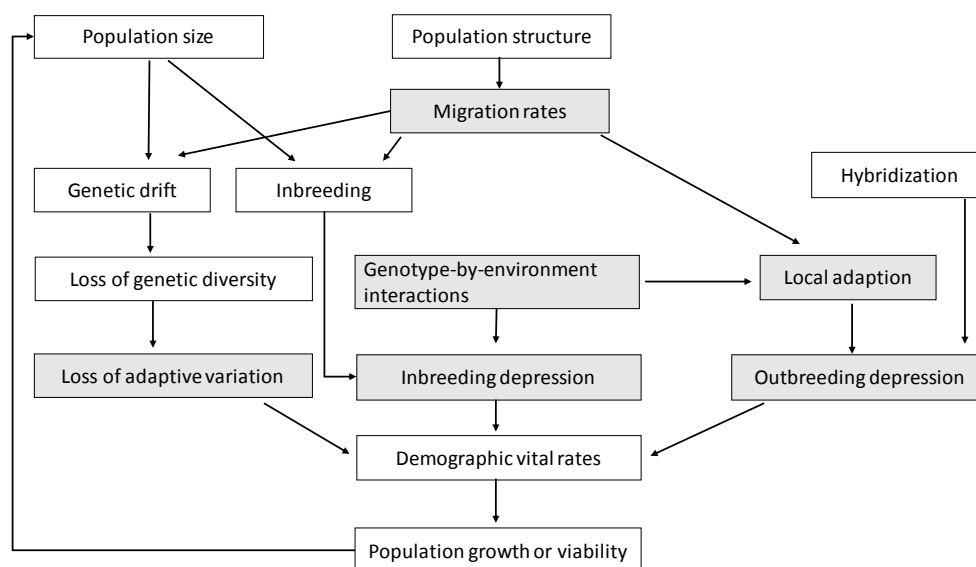 Population size
Population structure
Migration rates
Genetic drift
Inbreeding
Hybridization
Loss of genetic diversity
Genotype-by-environment
interactions
Local adaption
Loss of adaptive variation
Inbreeding depression
Outbreeding depression
Demographic vital rates
Population growth or viability